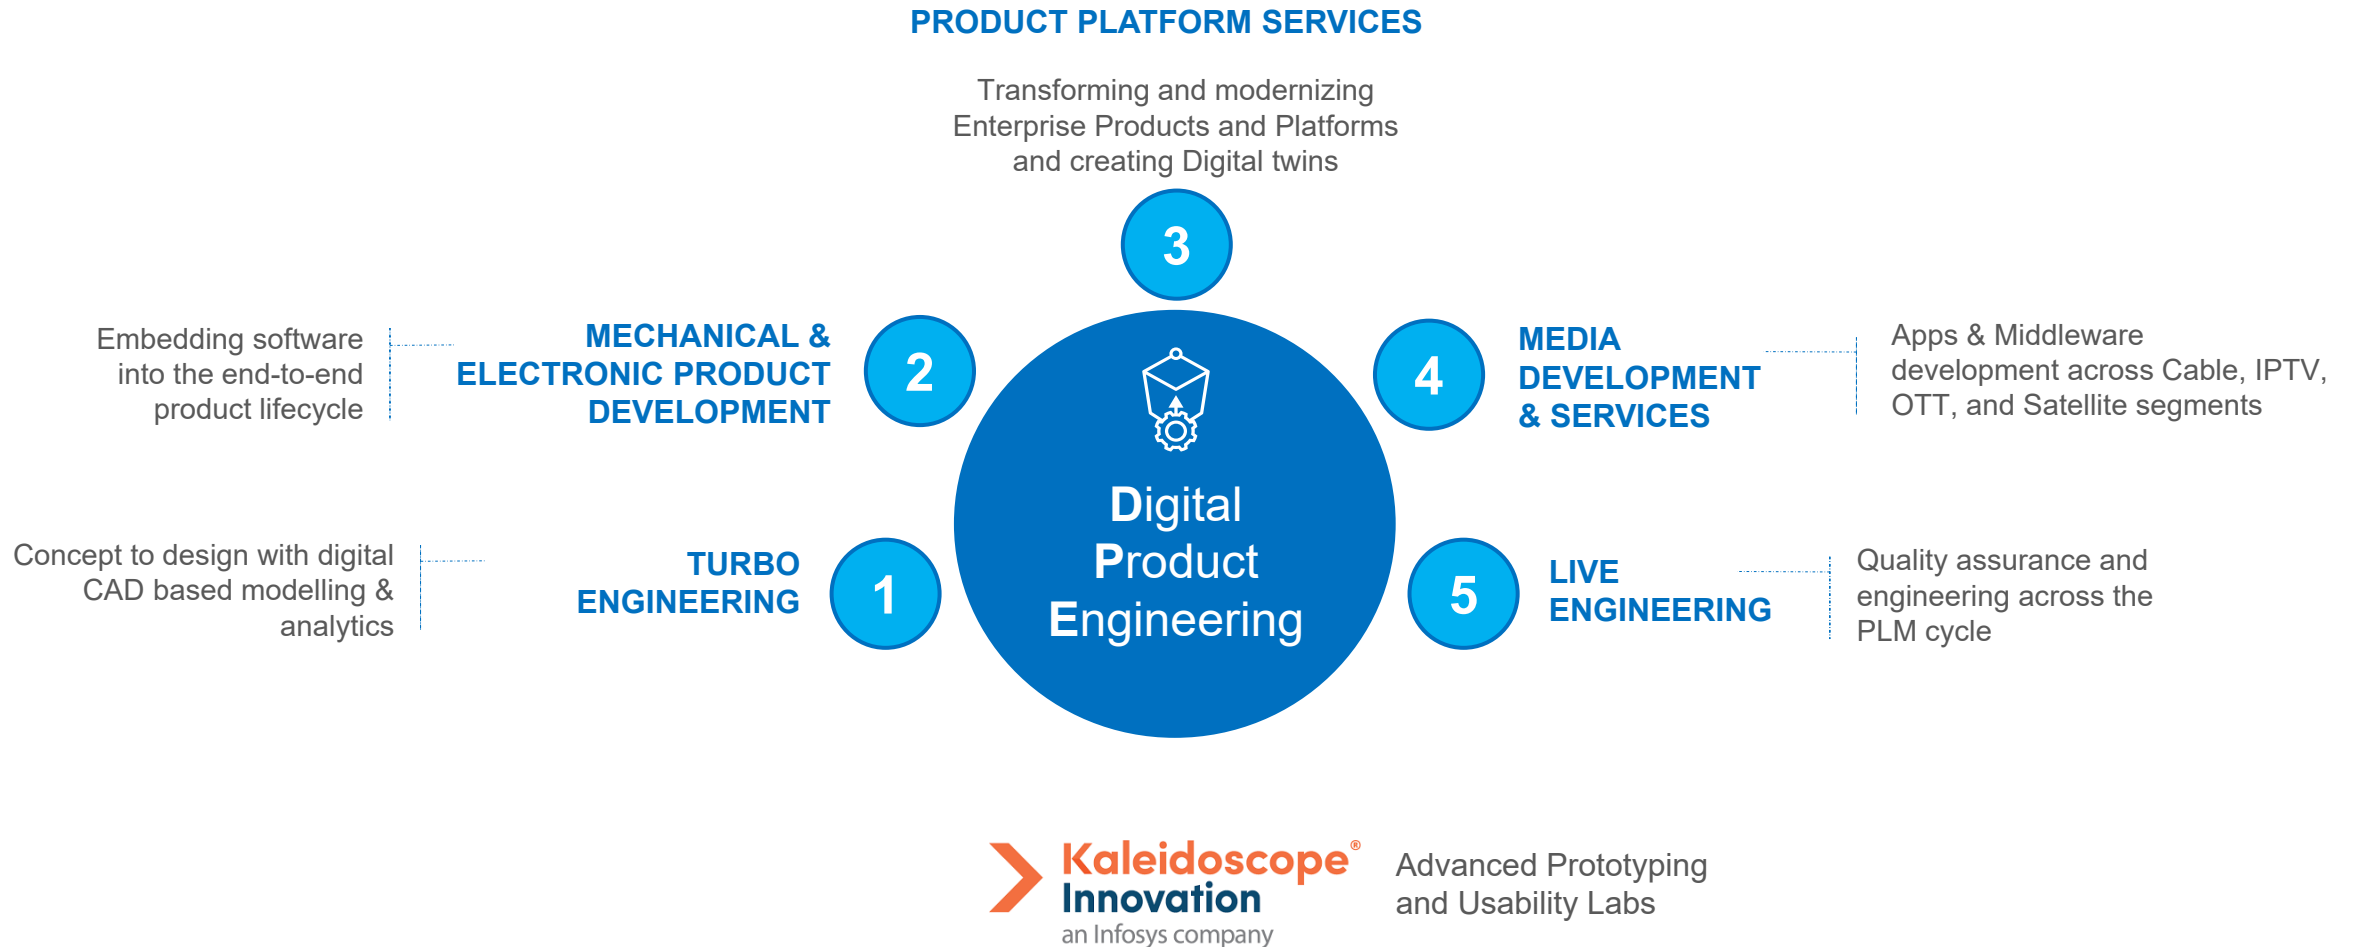 PRODUCT PLATFORM SERVICES
Transforming and modernizing
Enterprise Products and Platforms
and creating Digital twins
3
Embedding software
into the end-to-end
product lifecycle
MECHANICAL &
ELECTRONIC PRODUCT
DEVELOPMENT
2
4
MEDIA
DEVELOPMENT
& SERVICES
Apps & Middleware
development across Cable, IPTV,
OTT, and Satellite segments
Digital
Product
Engineering
Concept to design with digital
CAD based modelling &
analytics
TURBO
ENGINEERING
1
5
LIVE
ENGINEERING
Quality assurance and
engineering across the
PLM cycle
Kaleidoscope®
Innovation
an Infosys company
Advanced Prototyping
and Usability Labs